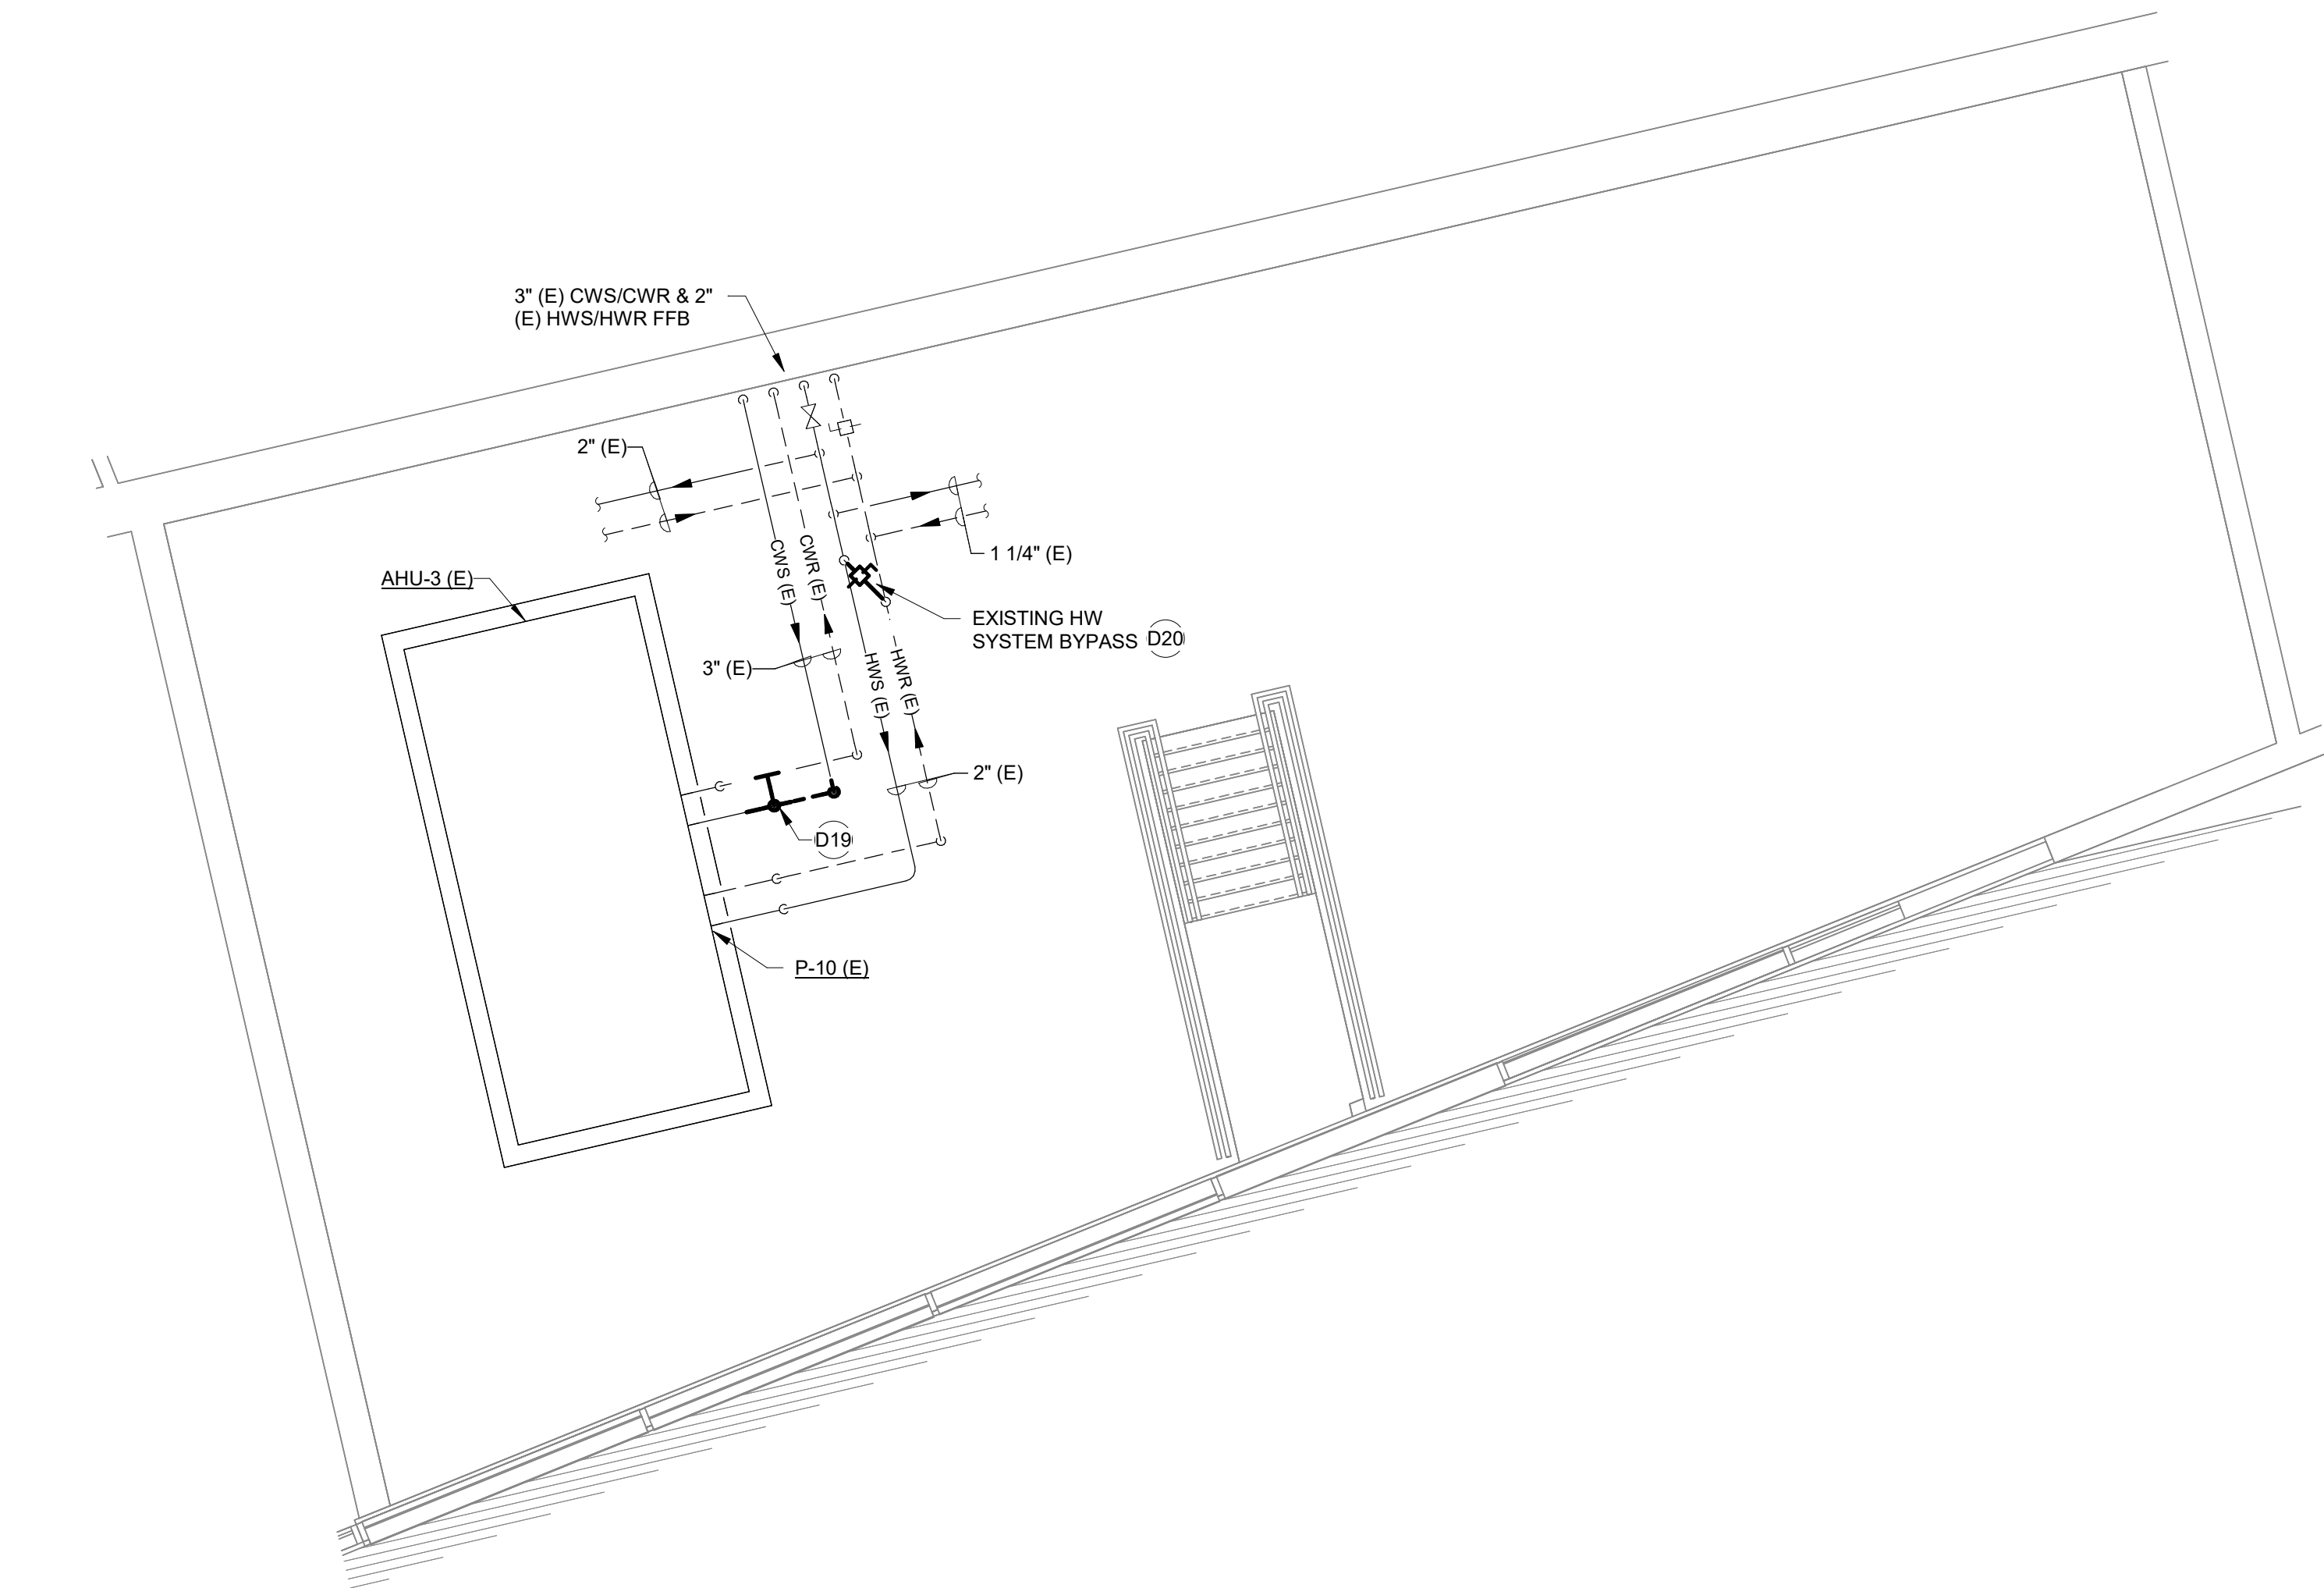 3" (E) CWS/CWR & 2"
(E) HWS/HWR FFB
2" (E)
1 1/4" (E)
CWS (E)
CWR (E)
AHU-3 (E)
EXISTING HW
SYSTEM BYPASS D20
3" (E)
HWS (E)
HWR (E)
2" (E)
D19
P-10 (E)